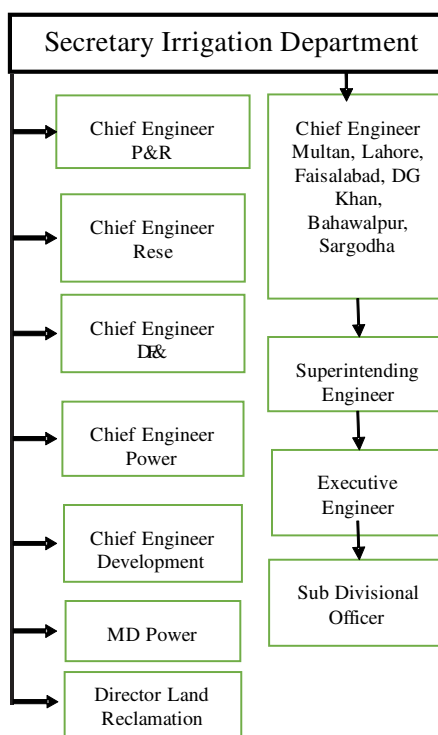 Secretary Irrigation Department
Chief Engineer
P&R
Chief Engineer
Rese
Chief Engineer
Chief Engineer
Power
Chief Engineer
Development
MD Power
Director Land
Reclamation
Chief Engineer
Multan, Lahore,
Faisalabad, DG
Khan,
Bahawalpur,
Sargodha
Superintending
Engineer
Executive
Engineer
Sub Divisional
Officer